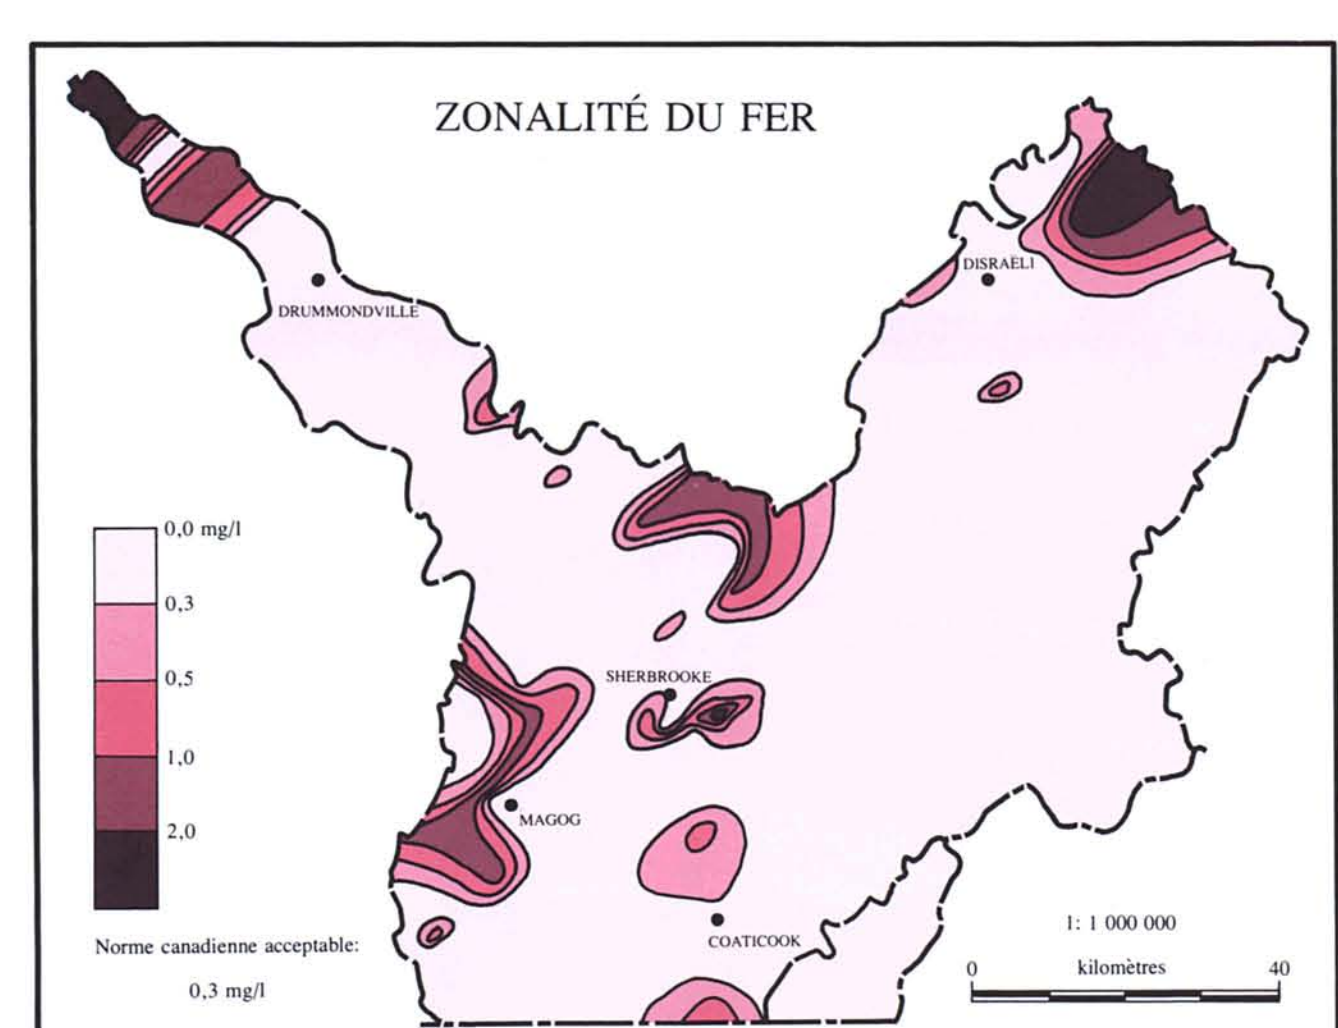 ZONALITÉ DU FER
DISRAËLI
DRUMMONDVILLE
0,0 mg/l
0,3
0,5
1,0
2,0
SHERBROOKE
MAGOG
COATICOOK
Norme canadienne acceptable:
0,3 mg/l
1: 1 000 000
kilomètres
0 40